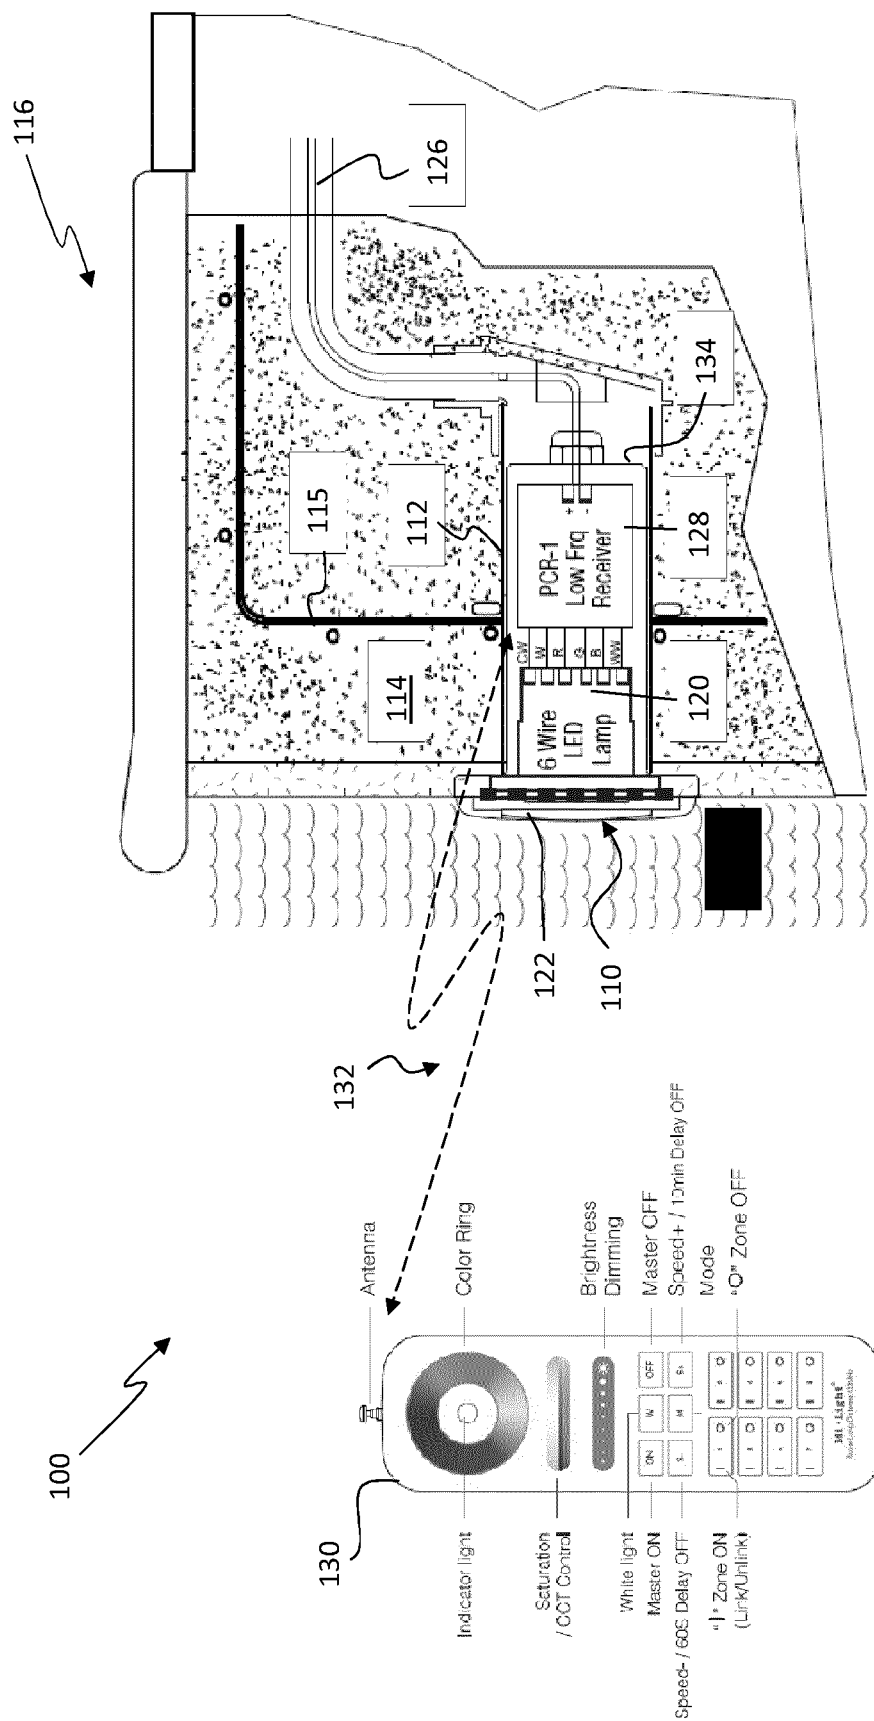 100
116
126
115
112
114
PCR-1
Low Frq
Receiver
+ -
CW
W
R
G
B
WW
6 Wire
LED
Lamp
134
128
120
122
110
132
130
Antenna
Indicator light
Color Ring
Saturation
/ CCT Control
Brightness
Dimming
White light
Master ON
Master OFF
Speed- / 60S Delay OFF
Speed+ / 10min Delay OFF
Mode
"I" Zone ON
(Link/Unlink)
"O" Zone OFF
ON
W
OFF
S-
M
S+
Mi·Light